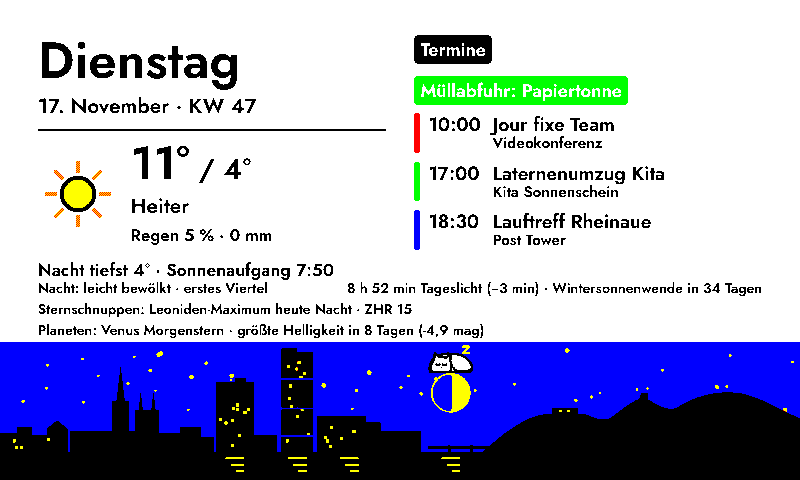 Dienstag
17. November · KW 47
11° / 4°
Heiter
Regen 5 % · 0 mm
Termine
Müllabfuhr: Papiertonne
10:00 Jour fixe Team
Videokonferenz
17:00 Laternenumzug Kita
Kita Sonnenschein
18:30 Lauftreff Rheinaue
Post Tower
Nacht tiefst 4° · Sonnenaufgang 7:50
Nacht: leicht bewölkt · erstes Viertel
8 h 52 min Tageslicht (−3 min) · Wintersonnenwende in 34 Tagen
Sternschnuppen: Leoniden-Maximum heute Nacht · ZHR 15
Planeten: Venus Morgenstern · größte Helligkeit in 8 Tagen (-4,9 mag)
z